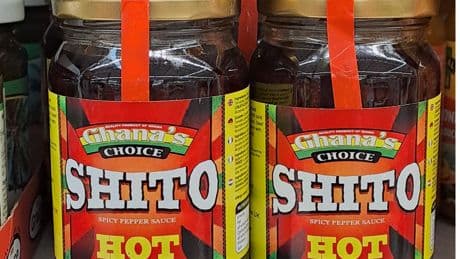 QUALITY PRODUCT OF GHANA
Ghana's
CHOICE
SHITO
SPICY PEPPER SAUCE
HOT
QUALITY PRODUCT OF GHANA
Ghana's
CHOICE
SHITO
SPICY PEPPER SAUCE
HOT